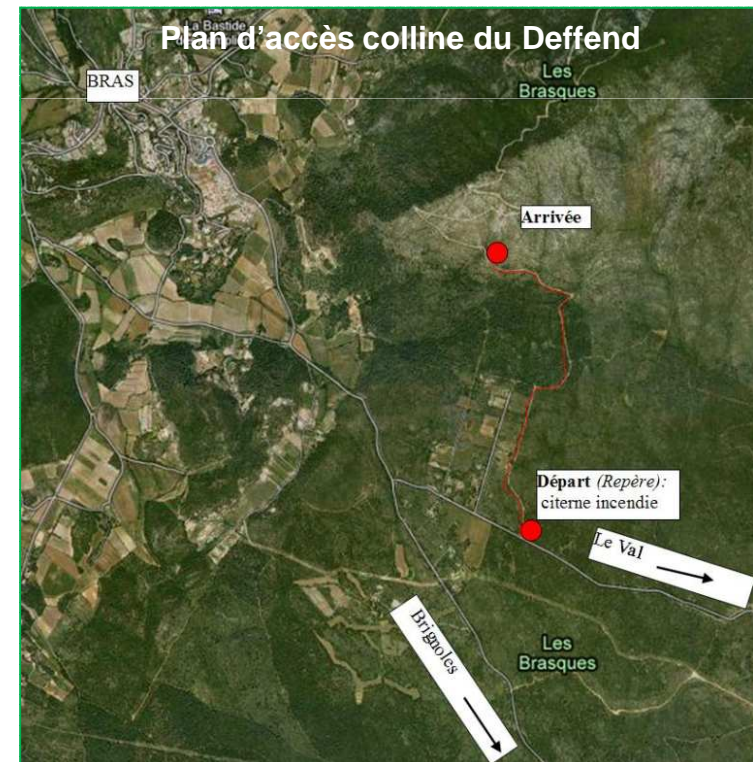 La Bastide
Plan d’accès colline du Deffend
BRAS
Les
Brasques
Arrivée
Départ (Repère):
citerne incendie
Le Val
Brignoles
Les
Brasques